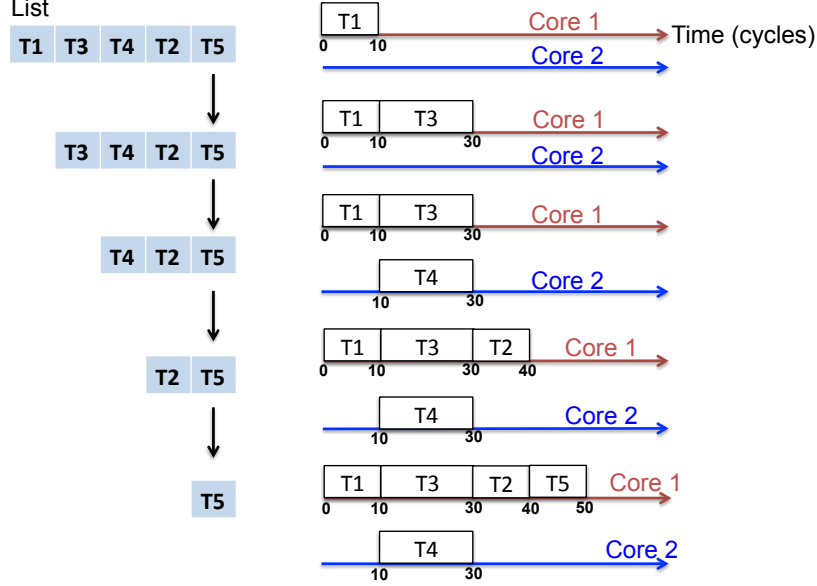 List
T1 T3 T4 T2 T5
T1 Core 1
0 10 Time (cycles)
Core 2
T3 T4 T2 T5
T1 T3 Core 1
0 10 30
Core 2
T4 T2 T5
T1 T3 Core 1
0 10 30
T4 Core 2
10 30
T2 T5
T1 T3 T2 Core 1
0 10 30 40
T4 Core 2
10 30
T5
T1 T3 T2 T5 Core 1
0 10 30 40 50
T4 Core 2
10 30